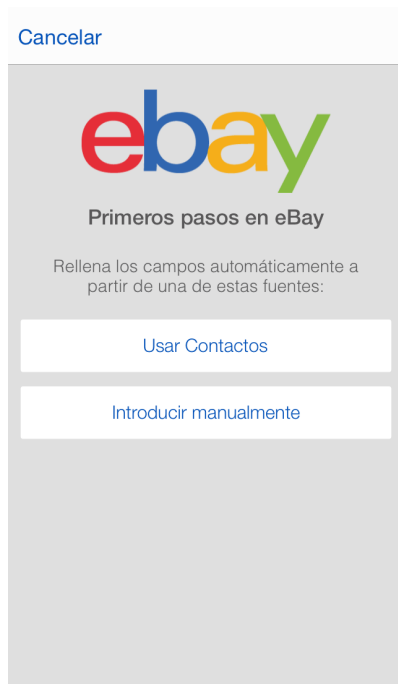 Cancelar
ebay
Primeros pasos en eBay
Rellena los campos automáticamente a
partir de una de estas fuentes:
Usar Contactos
Introducir manualmente